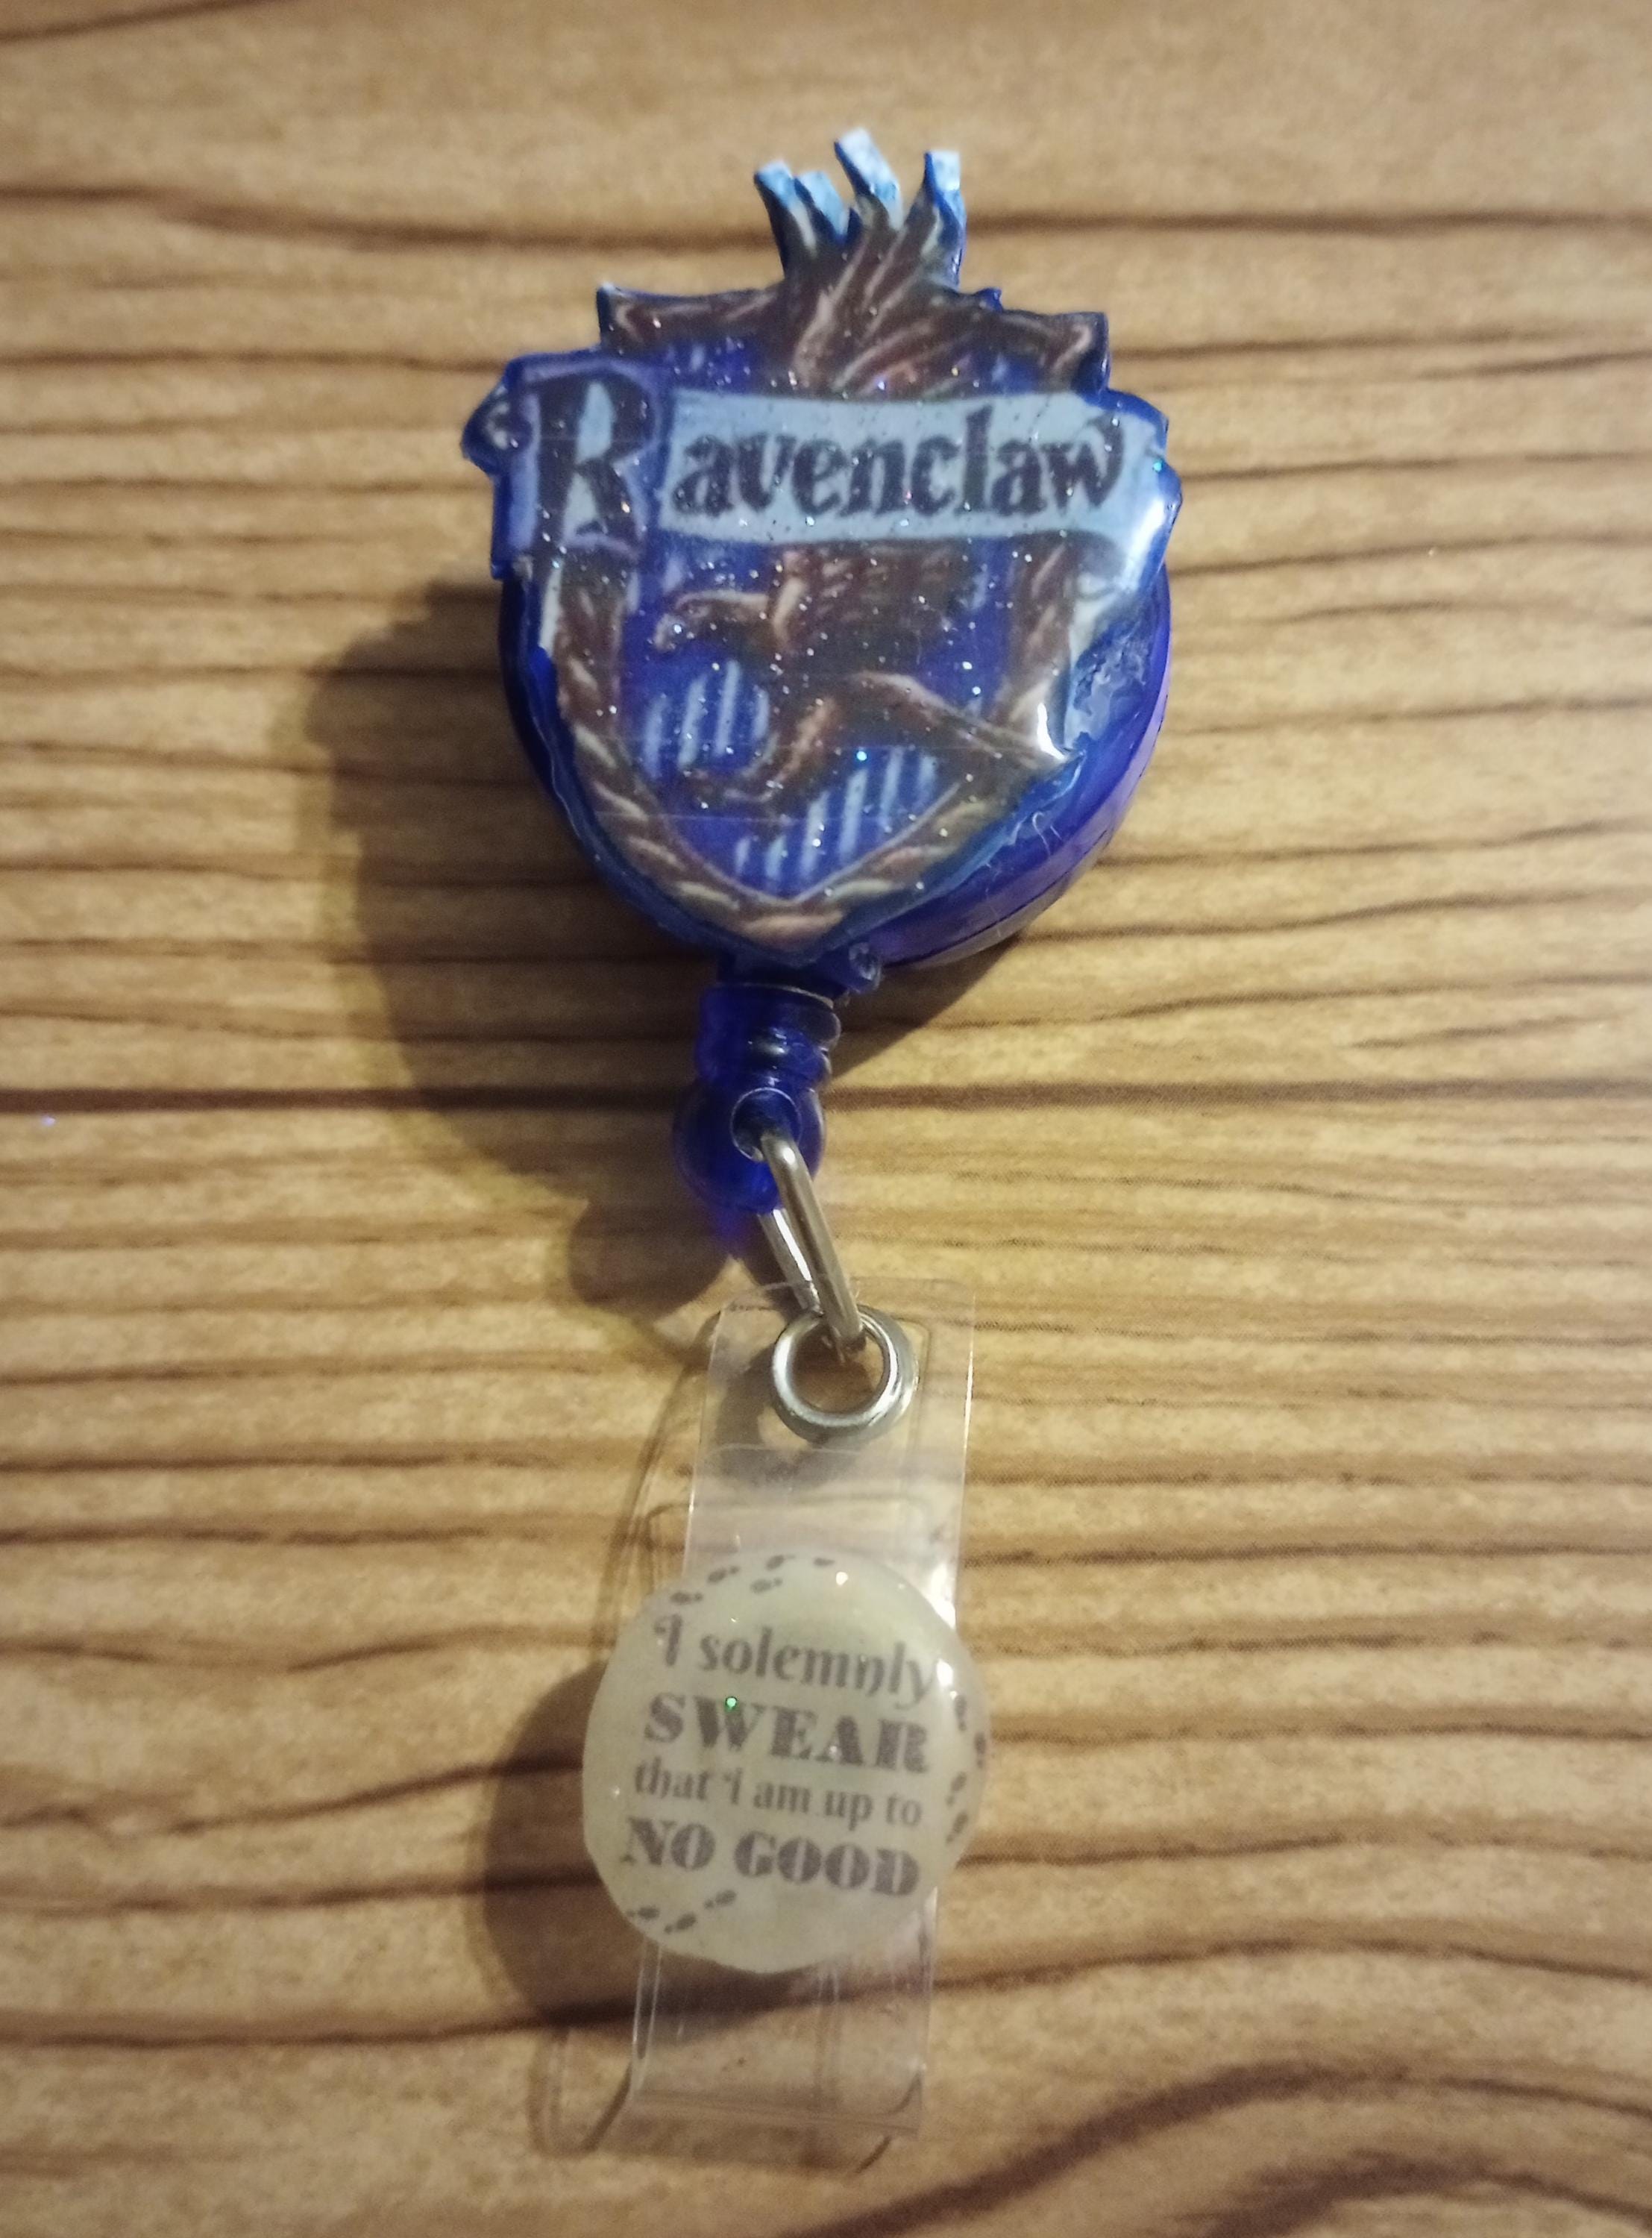 Ravenclaw
I solemnly
SWEAR
that I am up to
NO GOOD